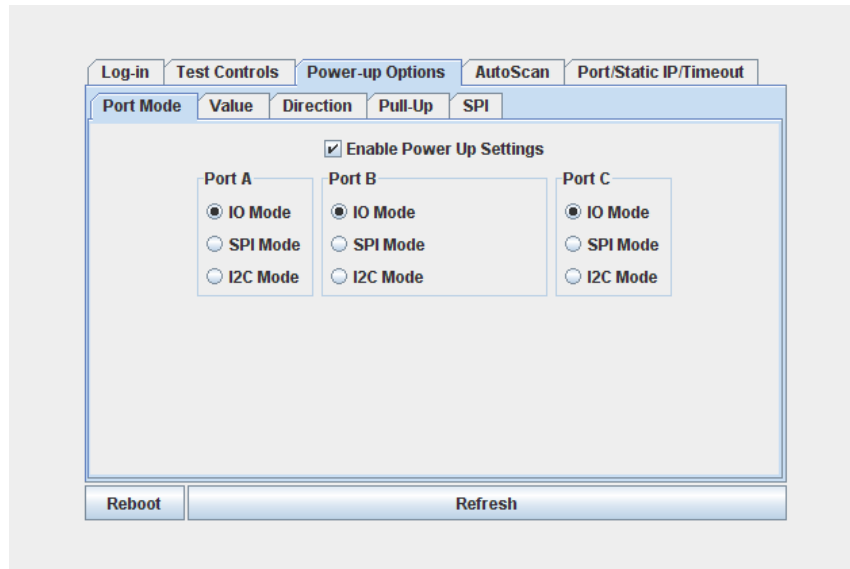 Log-in Test Controls Power-up Options AutoScan Port/Static IP/Timeout
Port Mode Value Direction Pull-Up SPI
Enable Power Up Settings
Port A Port B Port C
IO Mode IO Mode IO Mode
SPI Mode SPI Mode SPI Mode
I2C Mode I2C Mode I2C Mode
Reboot Refresh